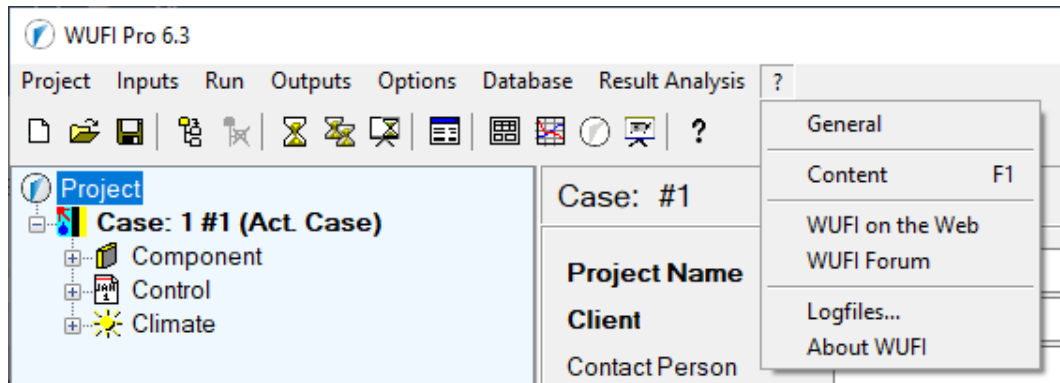 WUFI Pro 6.3
Project Inputs Run Outputs Options Database Result Analysis ?
?
General
Content F1
WUFI on the Web
WUFI Forum
Logfiles...
About WUFI
Project
Case: 1 #1 (Act. Case)
Component
Control
Climate
Case: #1
Project Name
Client
Contact Person